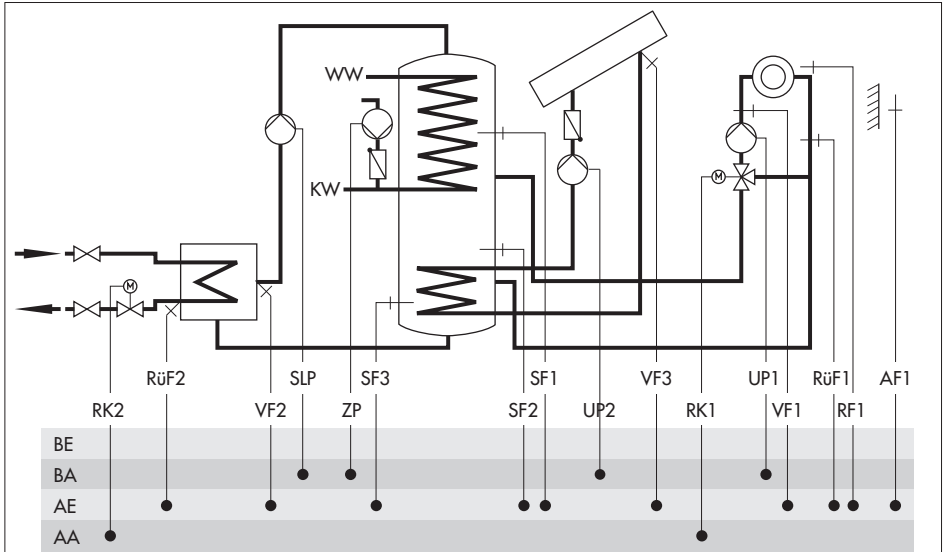 WW
M
KW
M
RüF2 SLP SF3 SF1 VF3 UP1 RüF1 AF1
RK2 VF2 ZP SF2 UP2 RK1 VF1 RF1
BE
BA
AE
AA